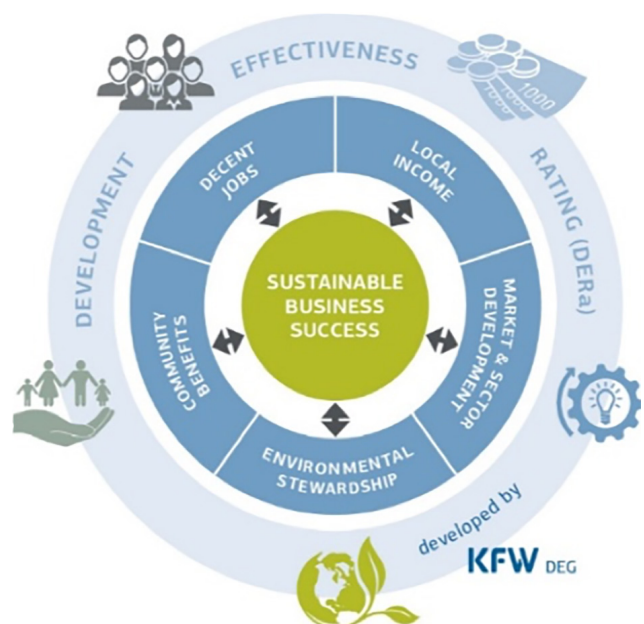 DEVELOPMENT EFFECTIVENESS RATING (DERa)
1000
1000
DECENT
JOBS
LOCAL
INCOME
MARKET & SECTOR
DEVELOPMENT
ENVIRONMENTAL
STEWARDSHIP
COMMUNITY
BENEFITS
SUSTAINABLE
BUSINESS
SUCCESS
developed by
KFW DEG